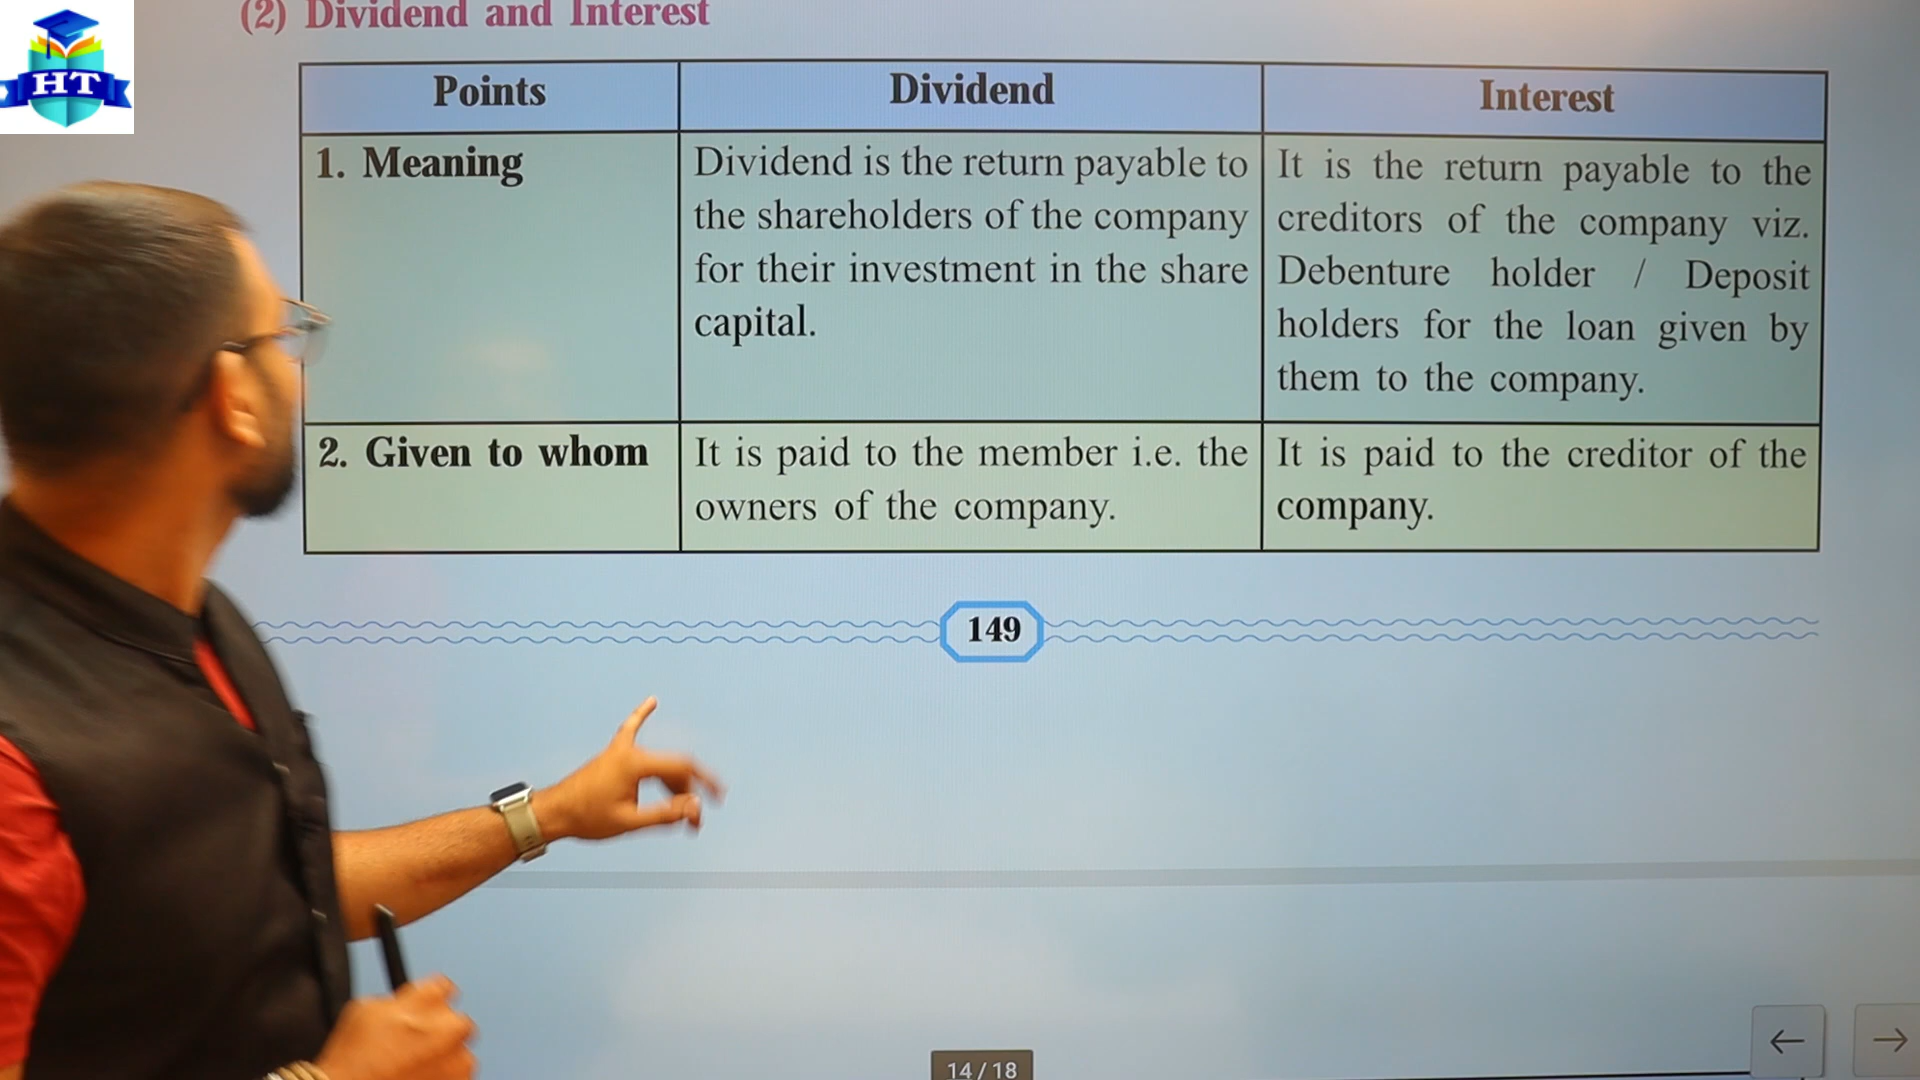 (2) Dividend and Interest
HT
Points
Dividend
Interest
1. Meaning
Dividend is the return payable to
the shareholders of the company
for their investment in the share
capital.
It is the return payable to the
creditors of the company viz.
Debenture holder / Deposit
holders for the loan given by
them to the company.
2. Given to whom
It is paid to the member i.e. the
owners of the company.
It is paid to the creditor of the
company.
149
14 / 18